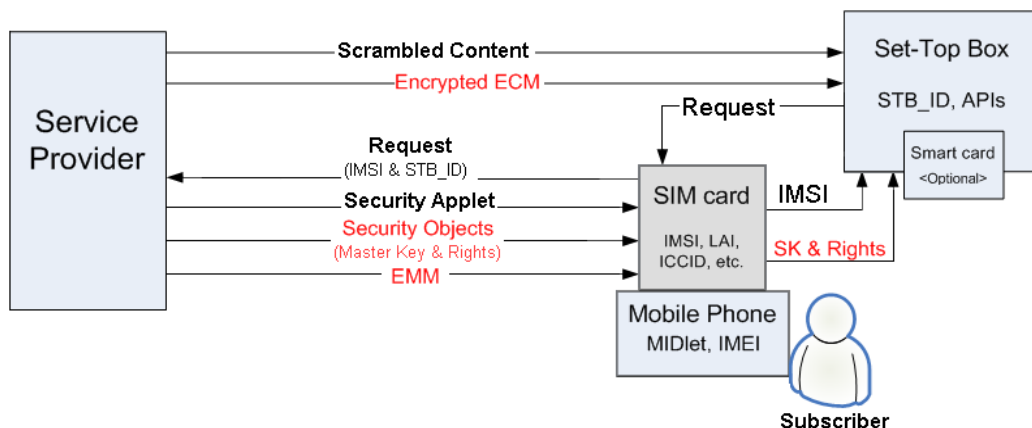 Service
Provider
Scrambled Content
Encrypted ECM
Request
(IMSI & STB_ID)
Security Applet
Security Objects
(Master Key & Rights)
EMM
Request
Set-Top Box
STB_ID, APIs
Smart card
<Optional>
SIM card
IMSI, LAI,
ICCID, etc.
IMSI
SK & Rights
Mobile Phone
MIDlet, IMEI
Subscriber